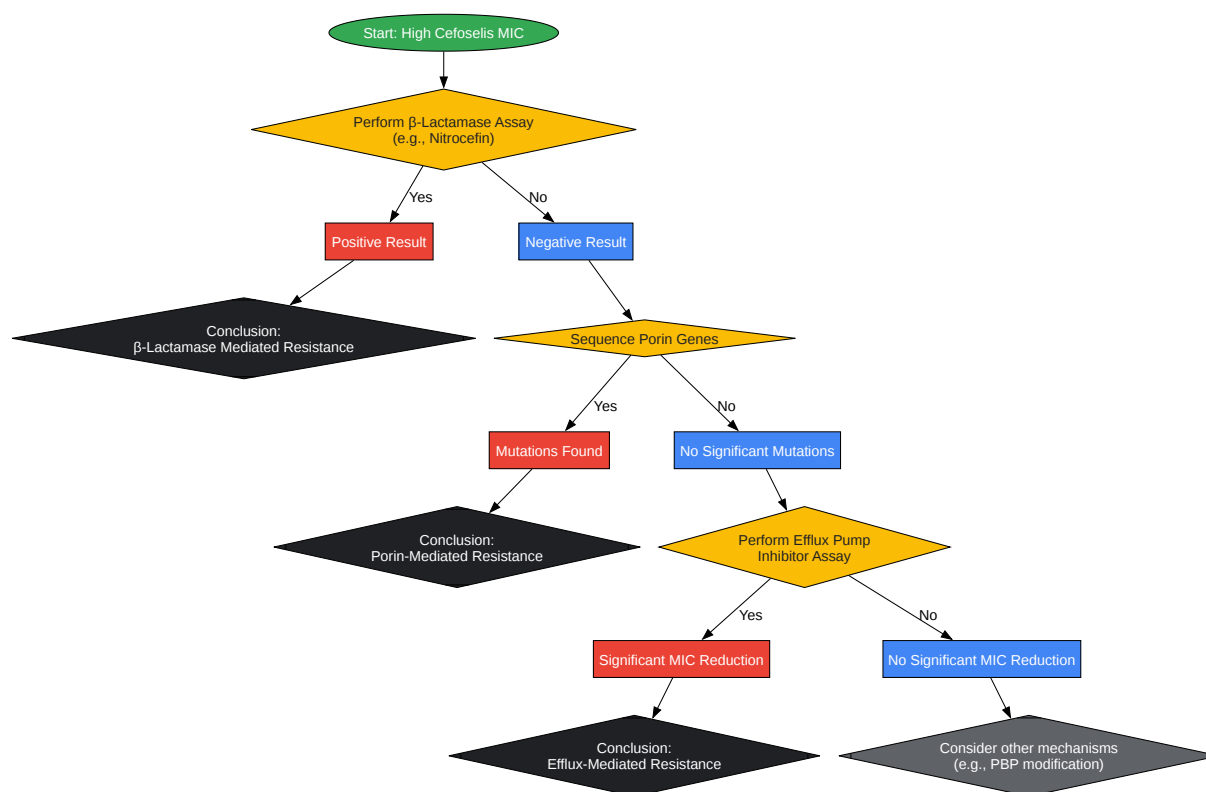 Start: High Cefoselis MIC
Perform β-Lactamase Assay
(e.g., Nitrocefin)
Yes
No
Positive Result
Negative Result
Conclusion:
β-Lactamase Mediated Resistance
Sequence Porin Genes
Yes
No
Mutations Found
No Significant Mutations
Conclusion:
Porin-Mediated Resistance
Perform Efflux Pump
Inhibitor Assay
Yes
No
Significant MIC Reduction
No Significant MIC Reduction
Conclusion:
Efflux-Mediated Resistance
Consider other mechanisms
(e.g., PBP modification)